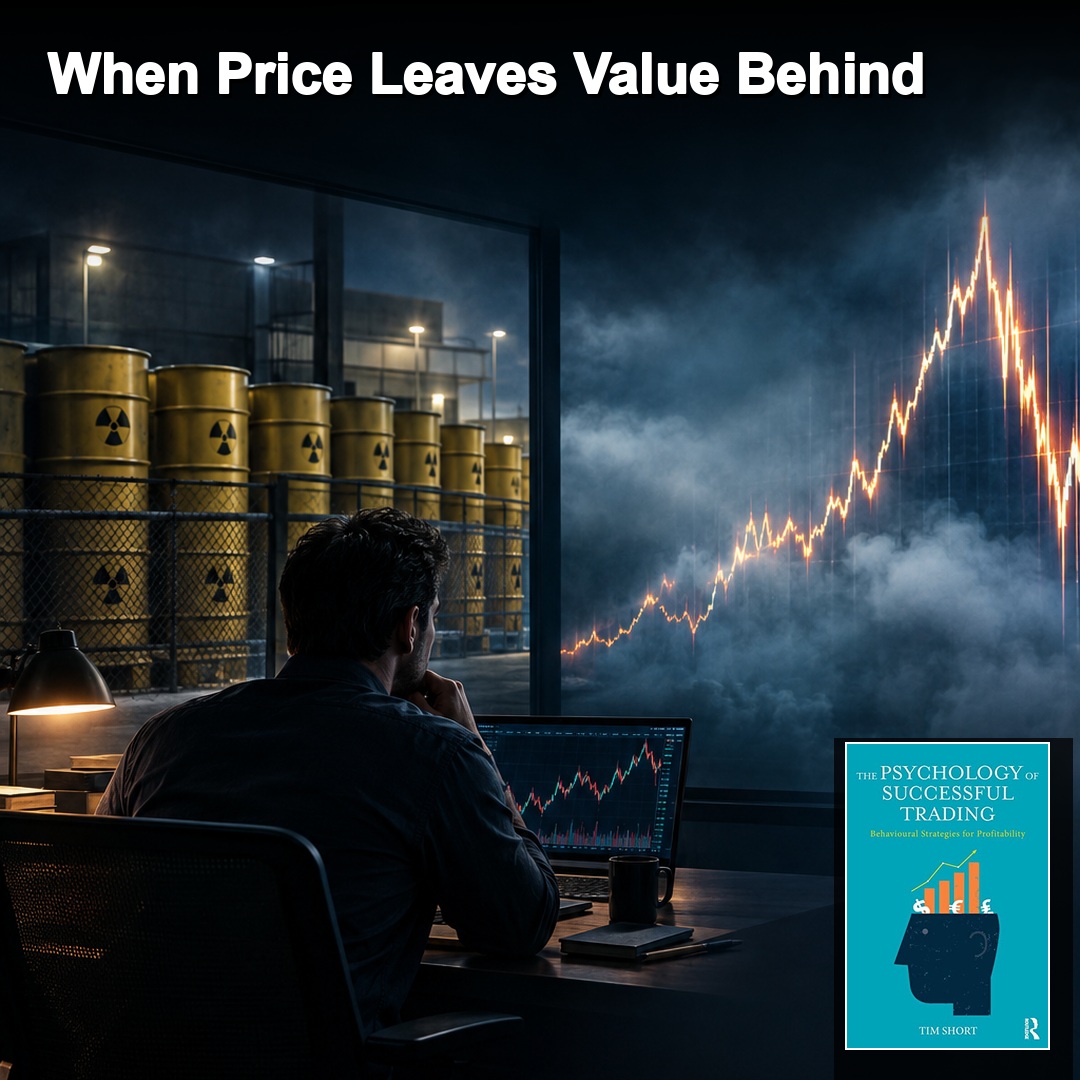 When Price Leaves Value Behind
THE PSYCHOLOGY OF
SUCCESSFUL
TRADING
Behavioural Strategies for Profitability
$ € £
TIM SHORT